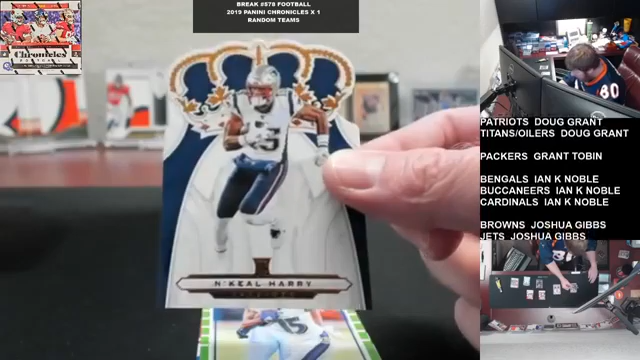 BREAK #578 FOOTBALL
2019 PANINI CHRONICLES X 1
RANDOM TEAMS
Chronicles
N'KEAL HARRY
PATRIOTS DOUG GRANT
TITANS/OILERS DOUG GRANT
PACKERS GRANT TOBIN
BENGALS IAN K NOBLE
BUCCANEERS IAN K NOBLE
CARDINALS IAN K NOBLE
BROWNS JOSHUA GIBBS
JETS JOSHUA GIBBS
80